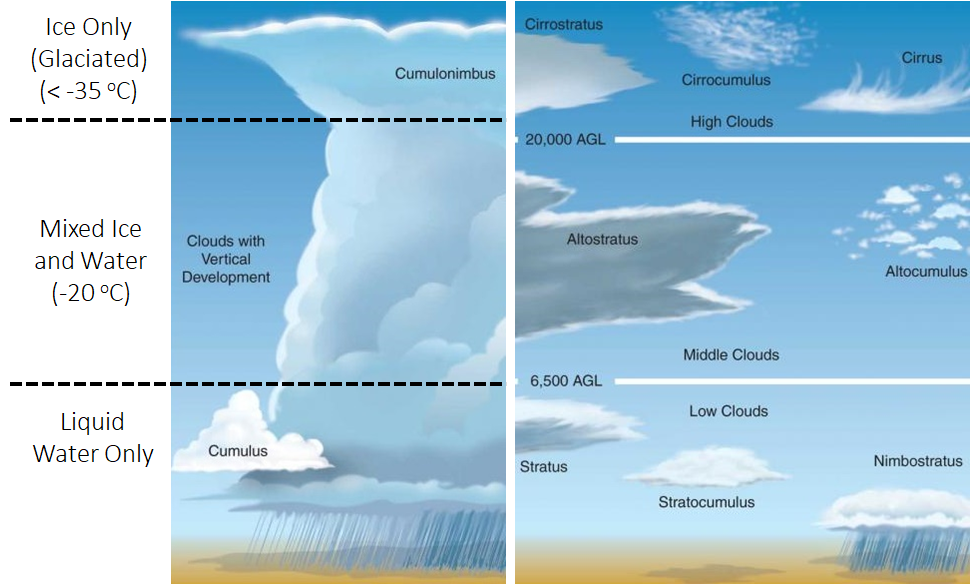 Ice Only
(Glaciated)
(< -35 ºC)
Mixed Ice
and Water
(-20 ºC)
Liquid
Water Only
Cumulonimbus
Clouds with
Vertical
Development
Cumulus
Cirrostratus
Cirrocumulus
Cirrus
High Clouds
20,000 AGL
Altostratus
Altocumulus
Middle Clouds
6,500 AGL
Low Clouds
Stratus
Stratocumulus
Nimbostratus